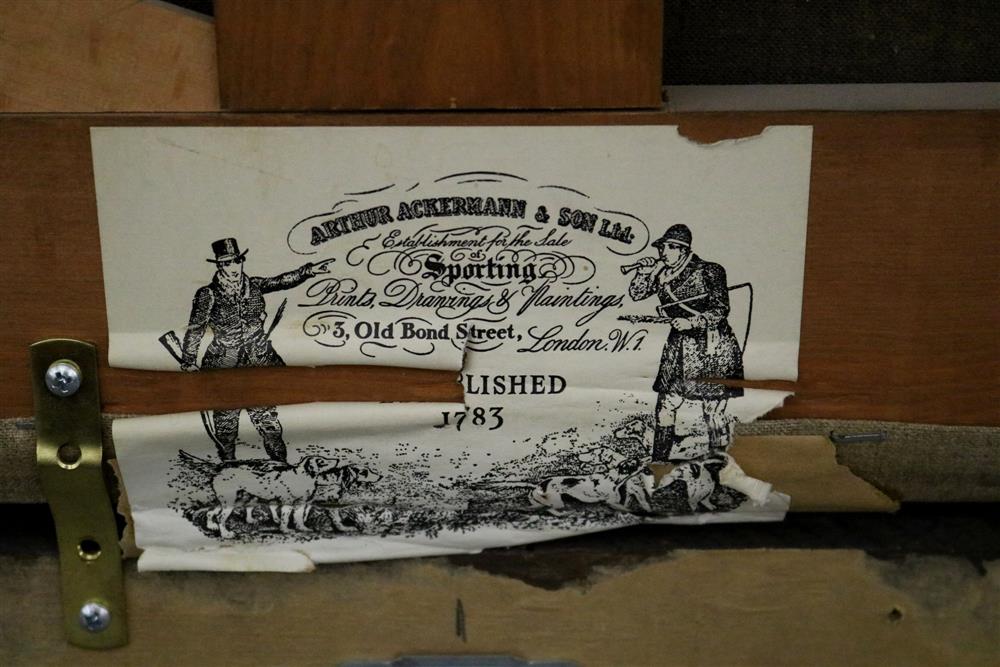 ARTHUR ACKERMANN & SON Ltd.
Establishment for the Sale
of
Sporting
Prints, Drawings & Paintings,
3, Old Bond Street, London. W.1.
LISHED
1783